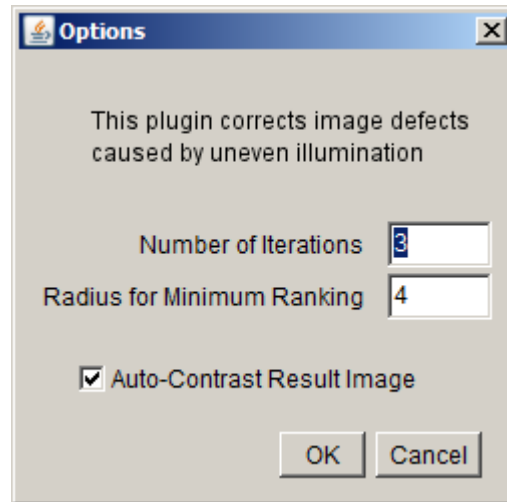 Options
This plugin corrects image defects
caused by uneven illumination
Number of Iterations 3
Radius for Minimum Ranking 4
Auto-Contrast Result Image
OK Cancel